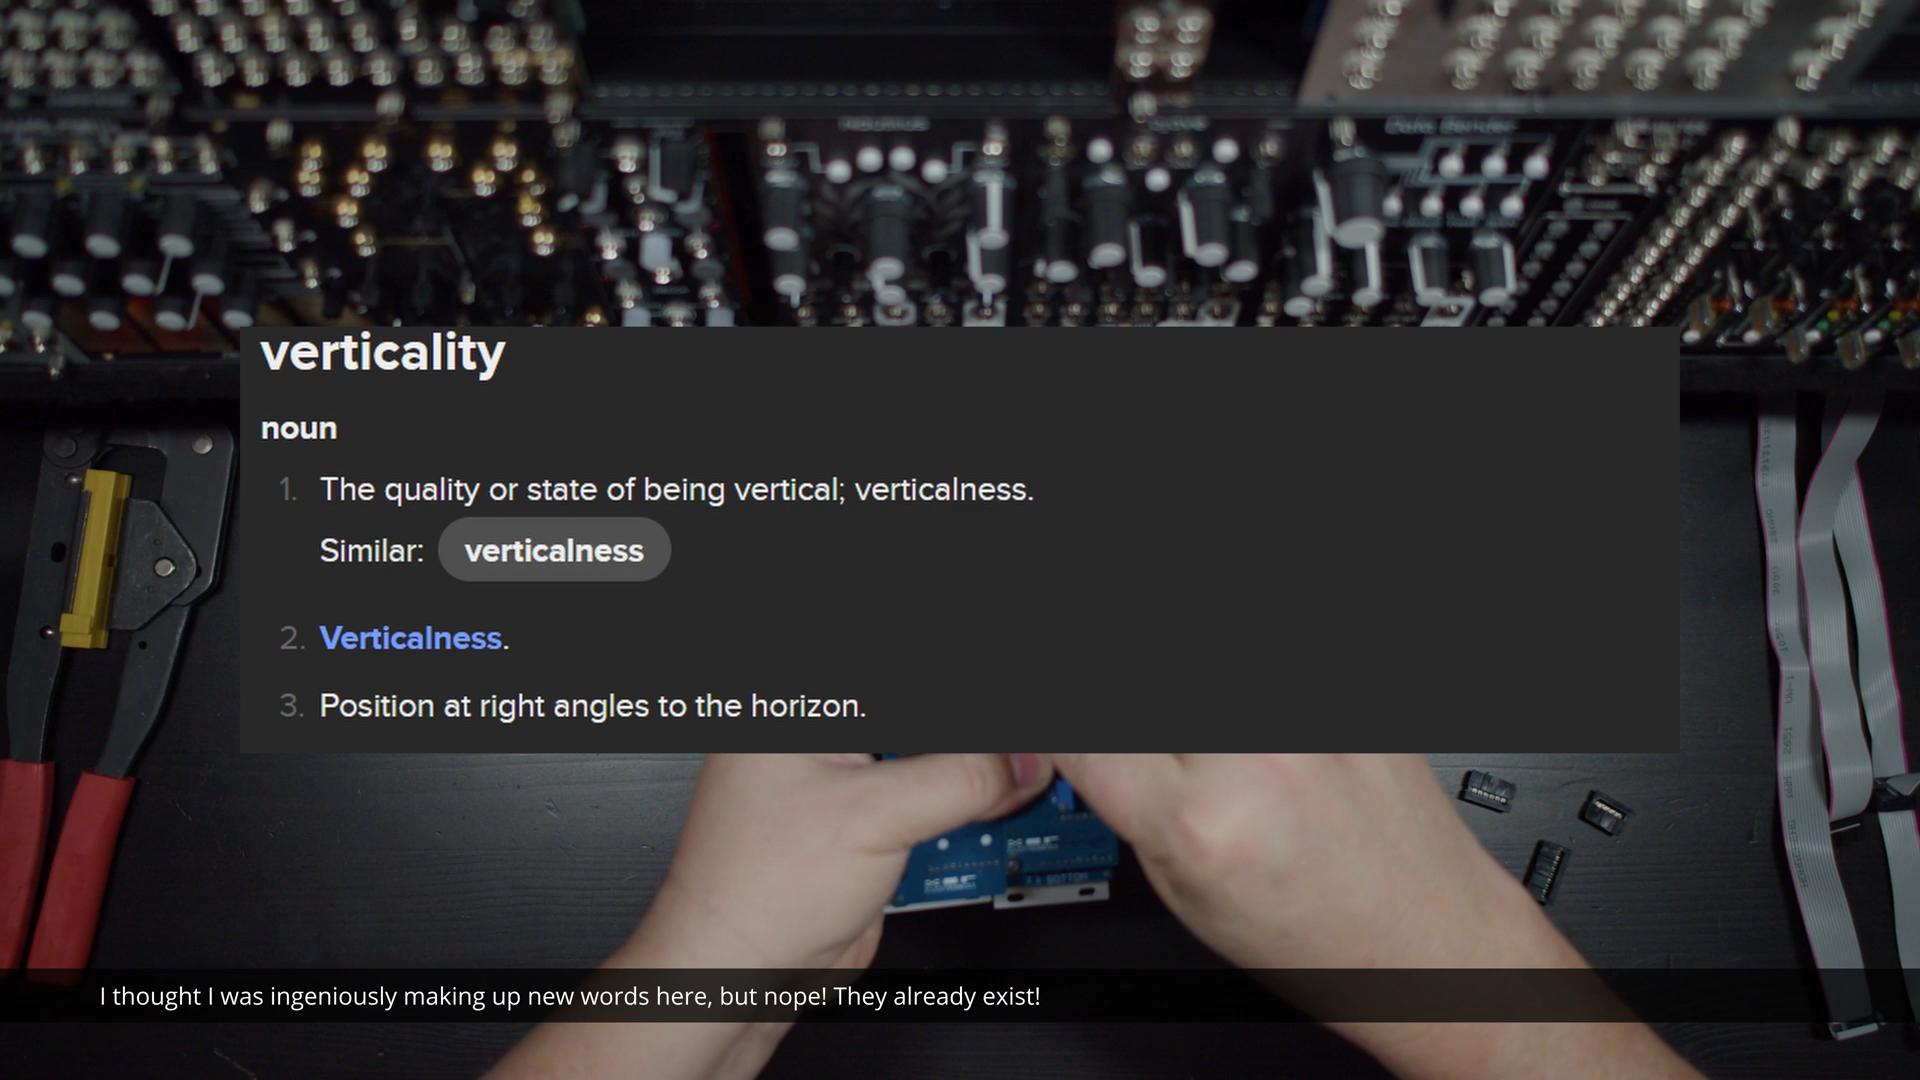 verticality
noun
1. The quality or state of being vertical; verticalness.
Similar: verticalness
2. Verticalness.
3. Position at right angles to the horizon.
BOTTOM
I thought I was ingeniously making up new words here, but nope! They already exist!